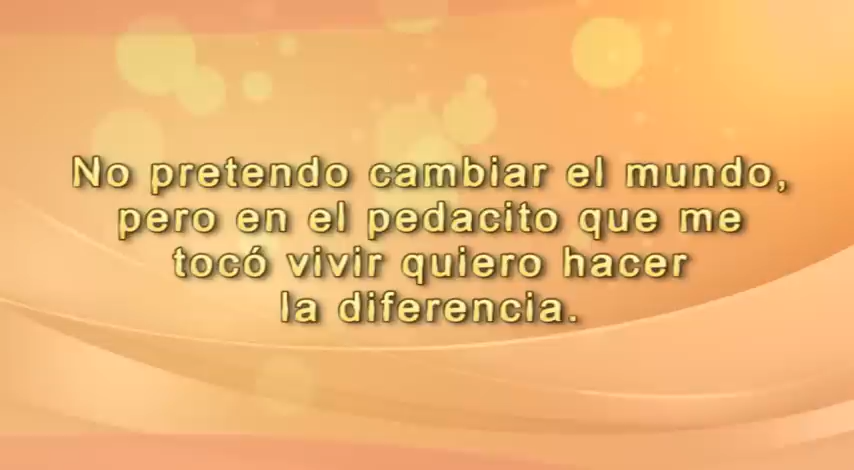 No pretendo cambiar el mundo,
pero en el pedacito que me
tocó vivir quiero hacer
la diferencia.